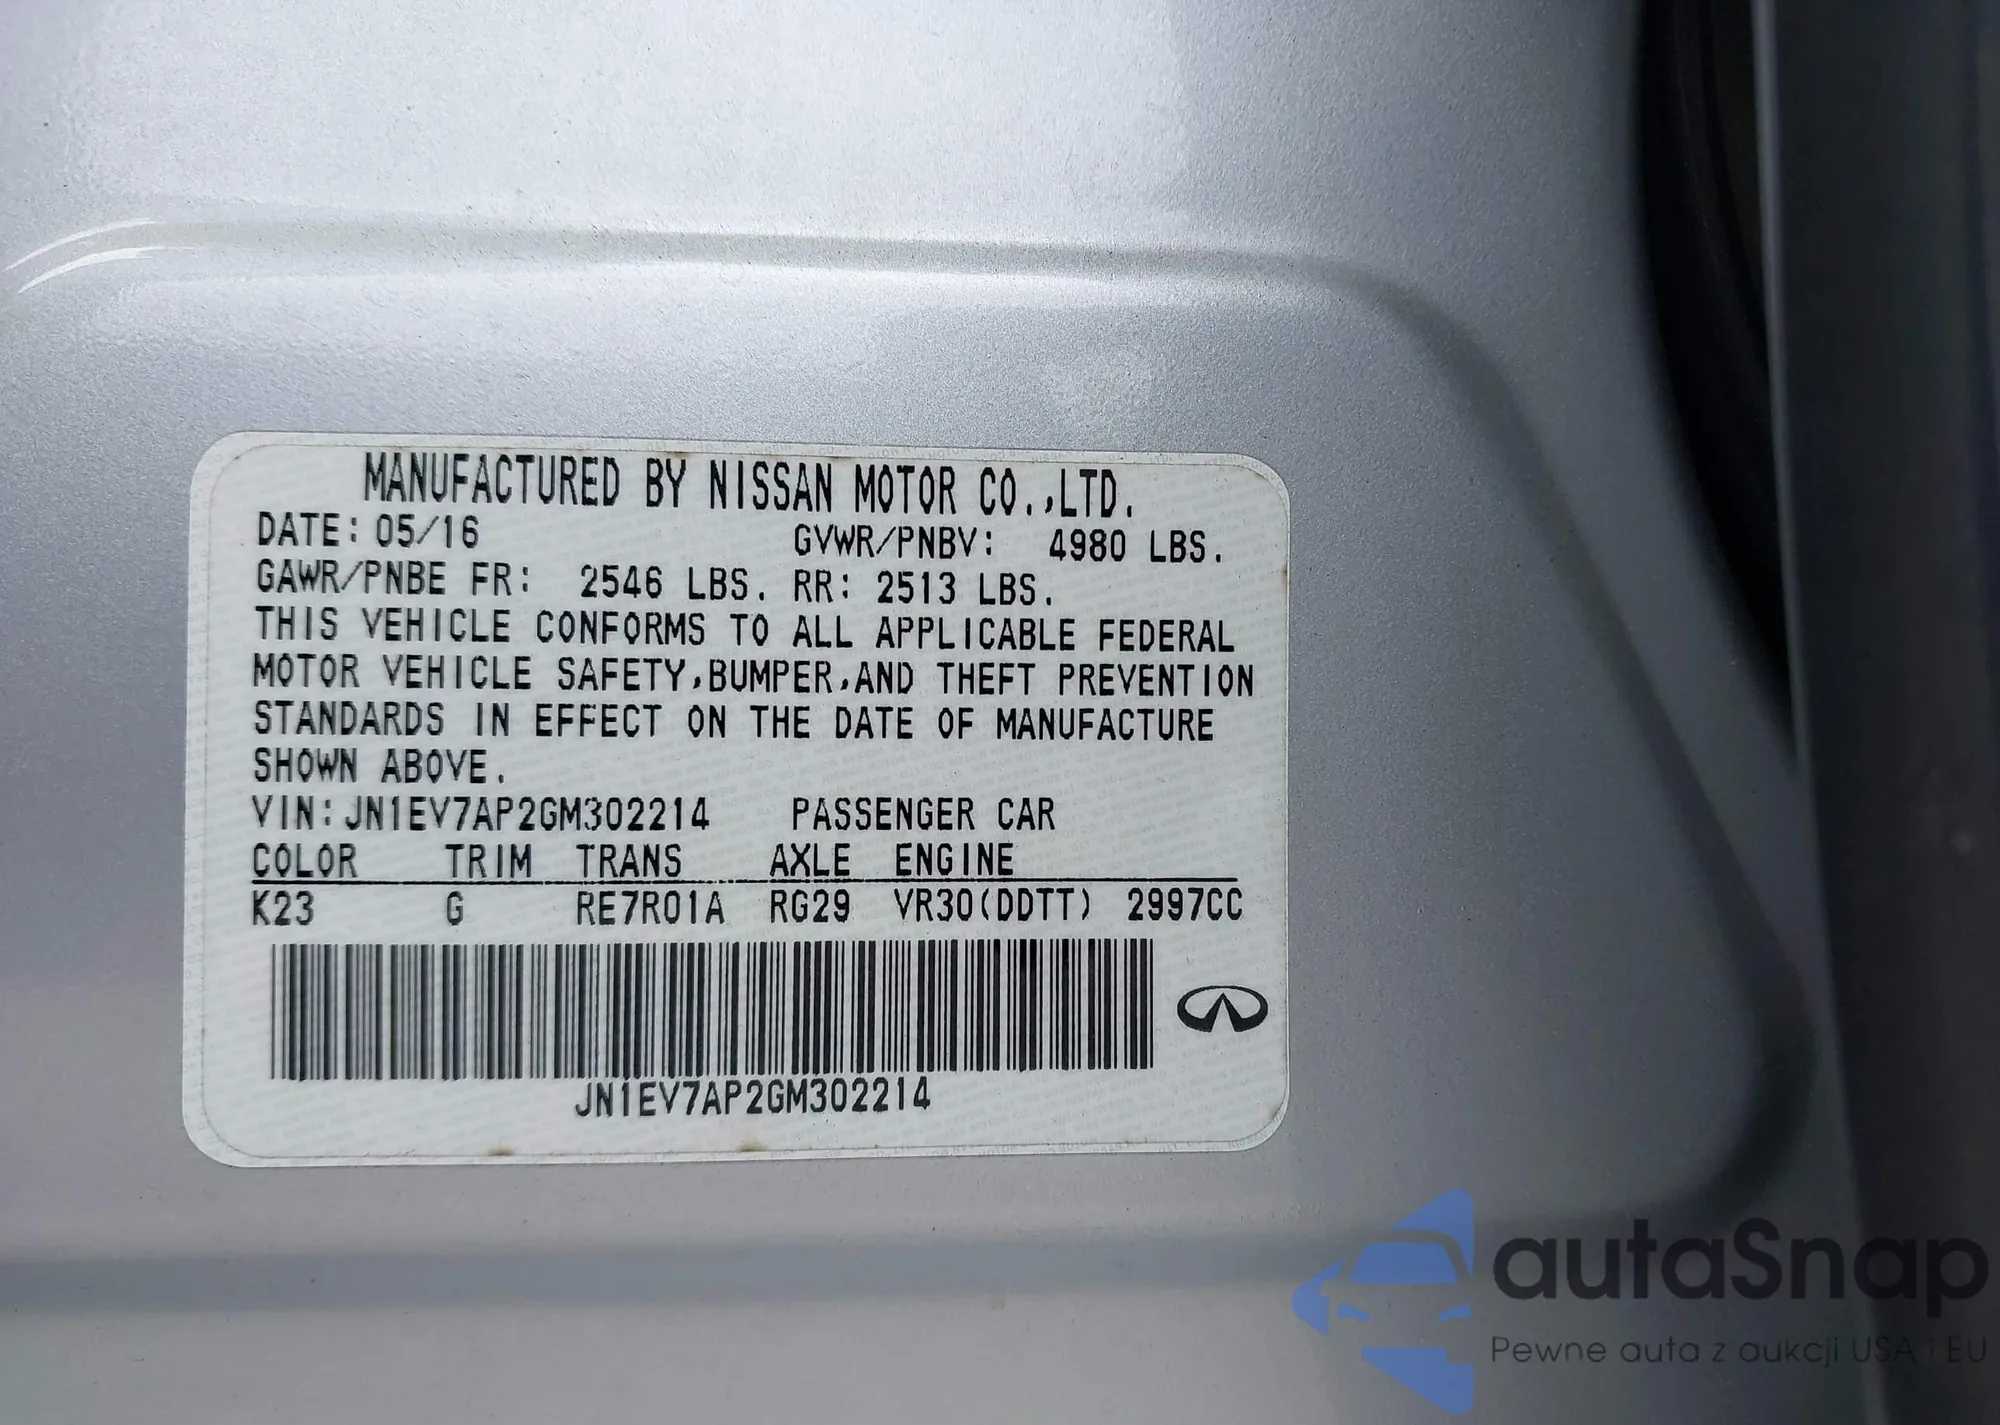 MANUFACTURED BY NISSAN MOTOR CO.,LTD.
DATE: 05/16 GVWR/PNBV: 4980 LBS.
GAWR/PNBE FR: 2546 LBS. RR: 2513 LBS.
THIS VEHICLE CONFORMS TO ALL APPLICABLE FEDERAL
MOTOR VEHICLE SAFETY,BUMPER,AND THEFT PREVENTION
STANDARDS IN EFFECT ON THE DATE OF MANUFACTURE
SHOWN ABOVE.
VIN:JN1EV7AP2GM302214 PASSENGER CAR
COLOR TRIM TRANS AXLE ENGINE
K23 G RE7R01A RG29 VR30(DDTT) 2997CC
JN1EV7AP2GM302214
autaSnap
Pewne auta z aukcji USA i EU